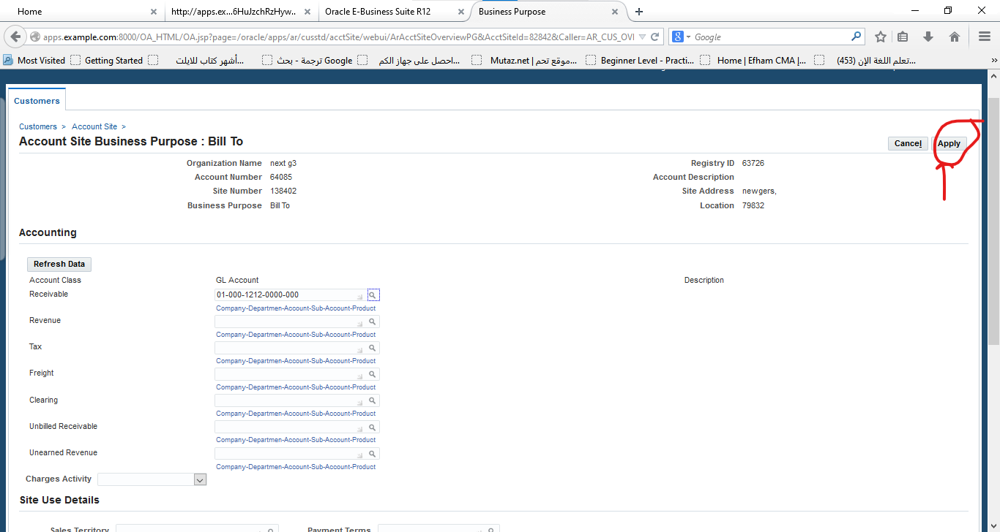 Home
http://apps.ex...6HuJzchRzHyw..
Oracle E-Business Suite R12
Business Purpose
apps.example.com:8000/OA_HTML/OA.jsp?page=/oracle/apps/ar/cusstd/acctSite/webui/ArAcctSiteOverviewPG&AcctSiteId=82842&Caller=AR_CUS_OVI
Google
Most Visited
Getting Started
أشهر كتاب للايلت...
ترجمة - بحث Google
احصل على جهاز الكم...
موقع تحم | Mutaz.net...
Beginner Level - Practi...
Home | Efham CMA |...
(453) تعلم اللغة الإن...
Customers
Customers >
Account Site >
Account Site Business Purpose : Bill To
Cancel
Apply
Organization Name next g3
Registry ID 63726
Account Number 64085
Account Description
Site Number 138402
Site Address newgers,
Business Purpose Bill To
Location 79832
Accounting
Refresh Data
Account Class
GL Account
Description
Receivable
01-000-1212-0000-000
Company-Departmen-Account-Sub-Account-Product
Revenue
Company-Departmen-Account-Sub-Account-Product
Tax
Company-Departmen-Account-Sub-Account-Product
Freight
Company-Departmen-Account-Sub-Account-Product
Clearing
Company-Departmen-Account-Sub-Account-Product
Unbilled Receivable
Company-Departmen-Account-Sub-Account-Product
Unearned Revenue
Company-Departmen-Account-Sub-Account-Product
Charges Activity
Site Use Details
Sales Territory
Payment Terms